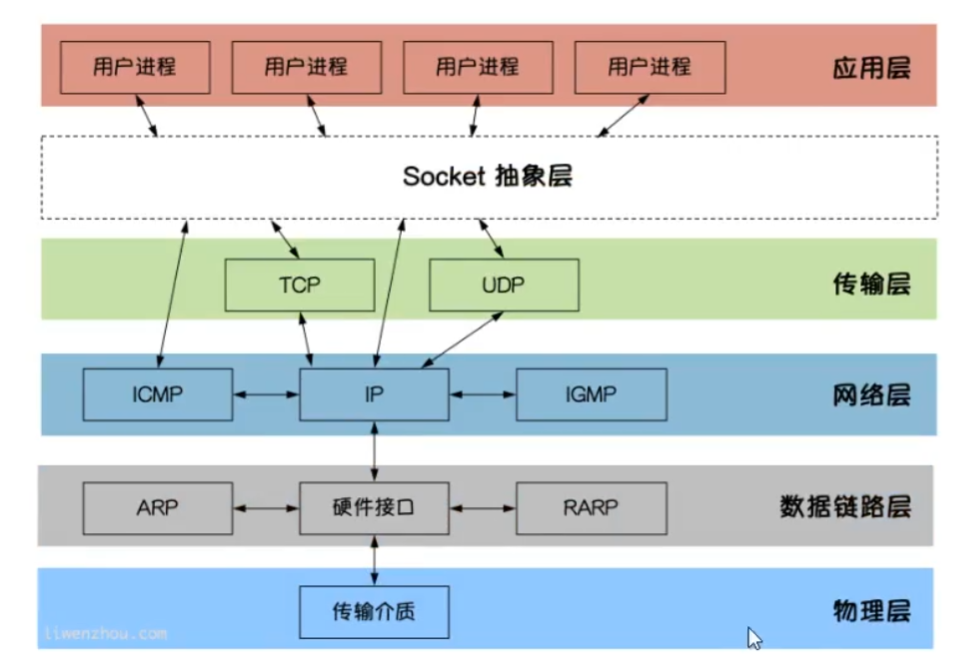 用户进程 用户进程 用户进程 用户进程 应用层
Socket 抽象层
TCP UDP 传输层
ICMP IP IGMP 网络层
ARP 硬件接口 RARP 数据链路层
传输介质 物理层
liwenzhou.com